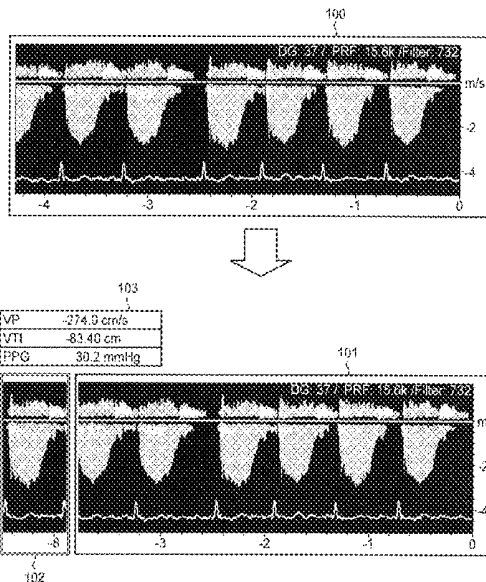 100
DG 37 / PRF 15.6k /Filter 732
m/s
-2
-4
-4 -3 -2 -1 0
103
VP -274.9 cm/s
VTI -83.40 cm
PPG 30.2 mmHg
101
DG 37 / PRF 15.6k /Filter 732
m
-2
-4
-8 -3 -2 -1 0
102